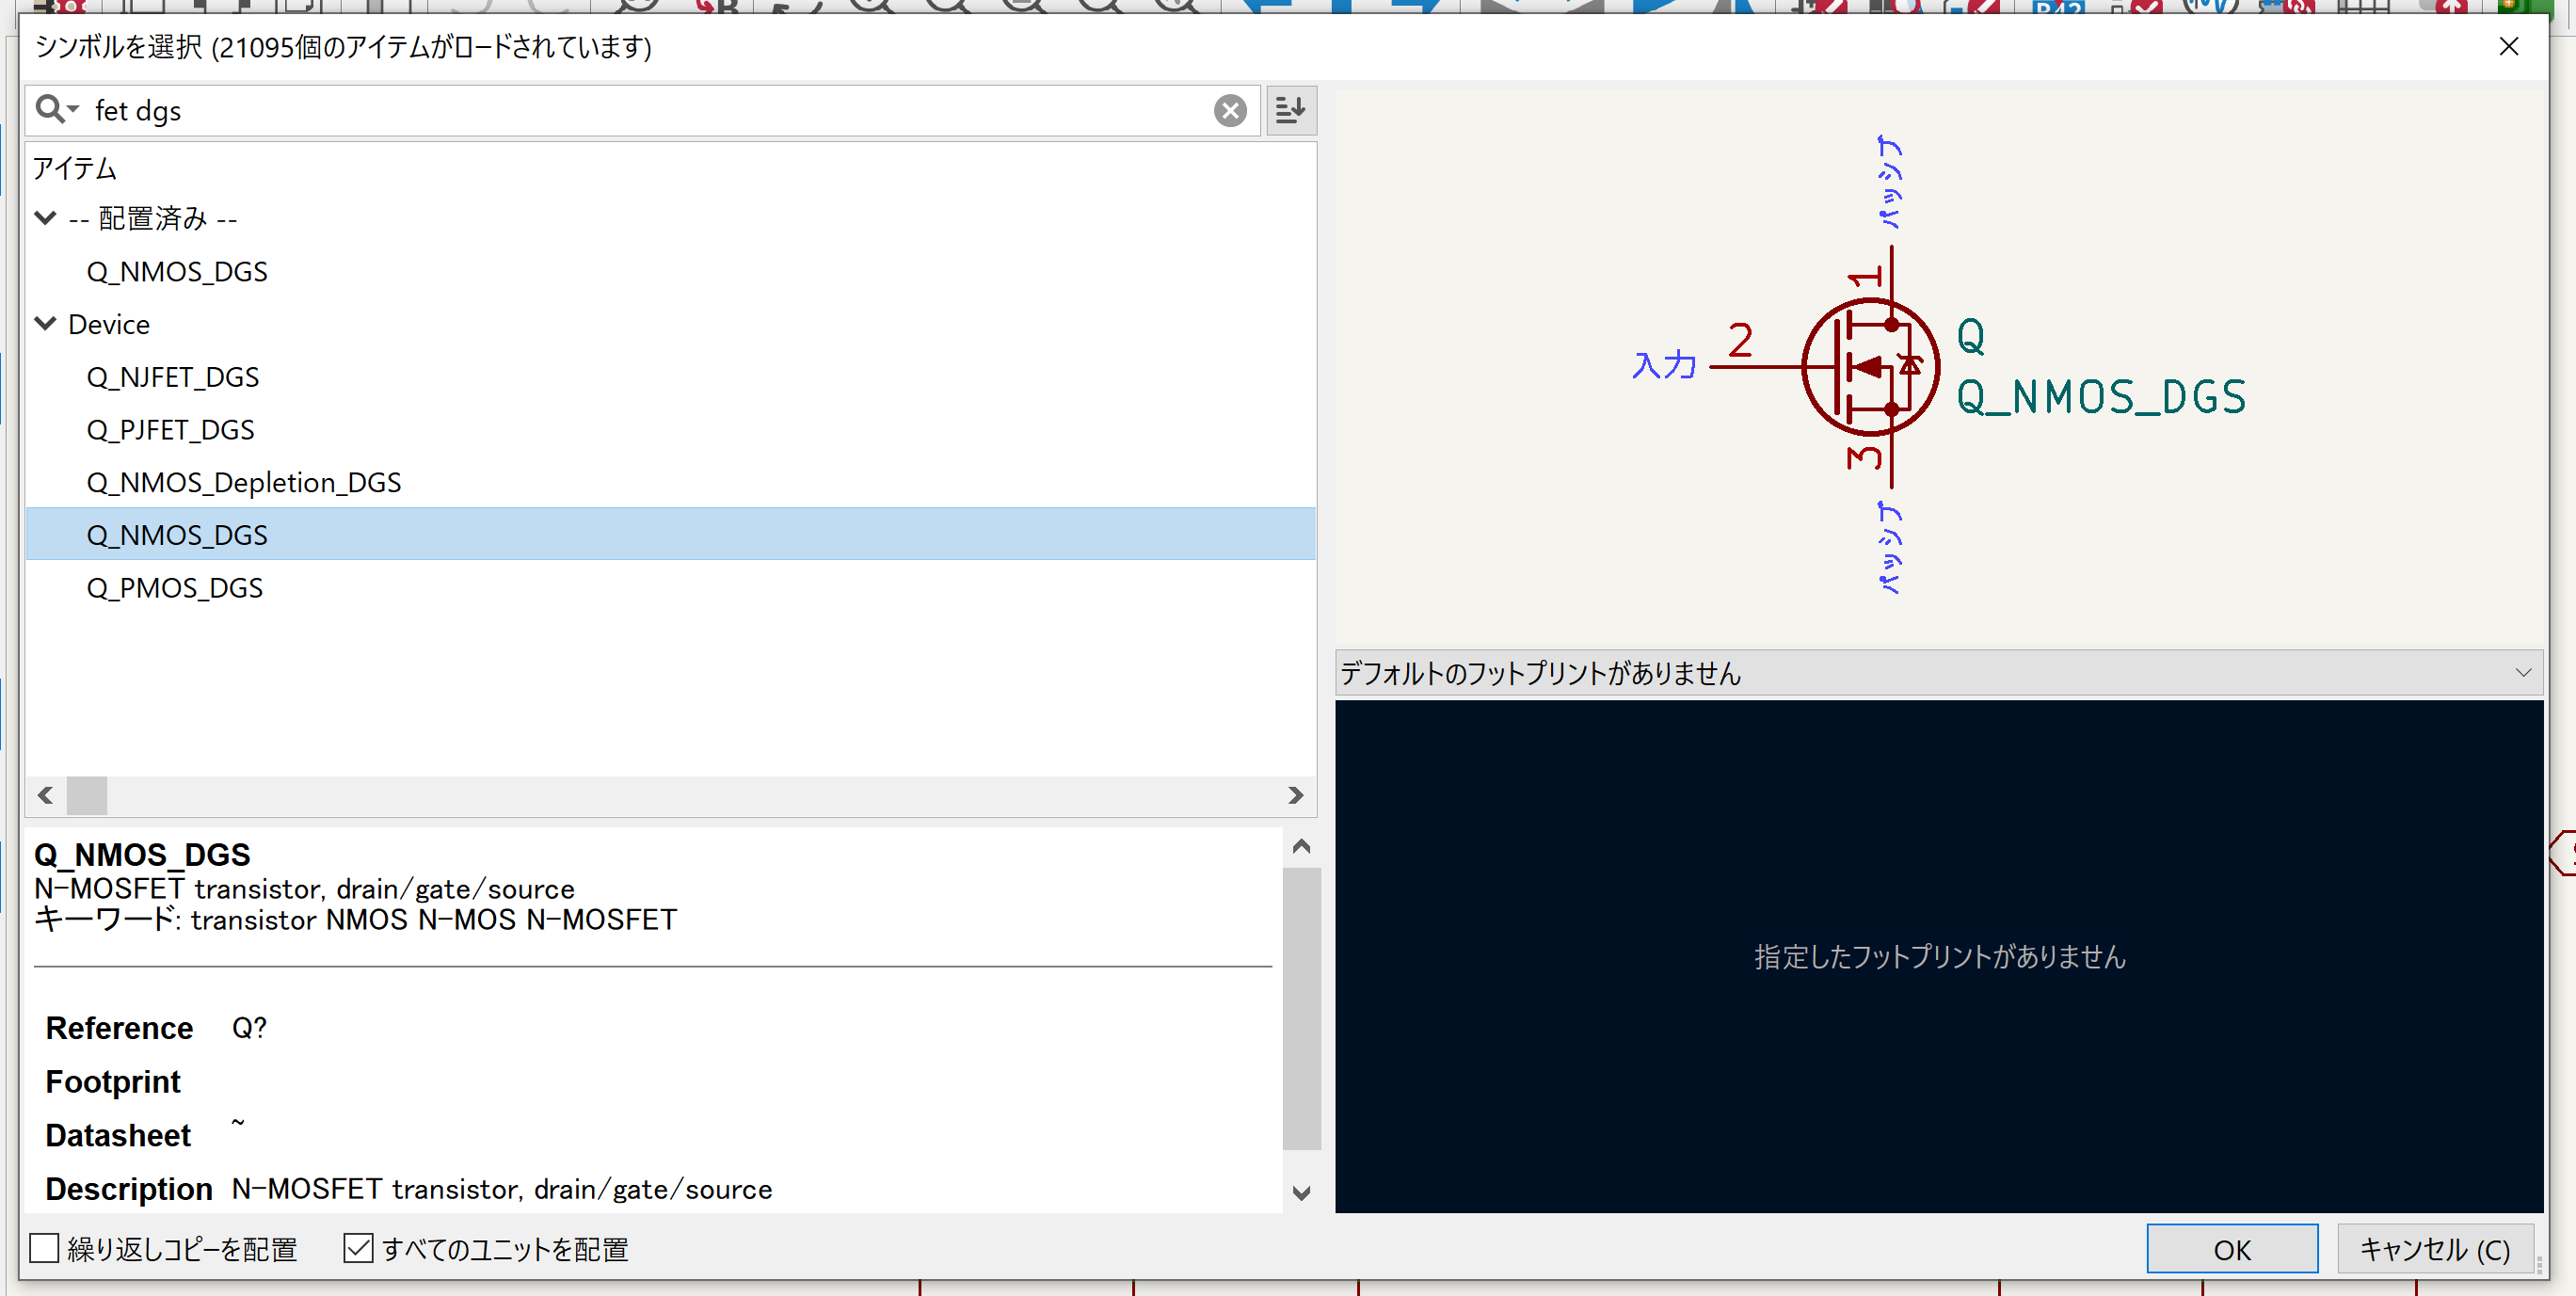 シンボルを選択 (21095個のアイテムがロードされています)
fet dgs
アイテム
-- 配置済み --
Q_NMOS_DGS
Device
Q_NJFET_DGS
Q_PJFET_DGS
Q_NMOS_Depletion_DGS
Q_NMOS_DGS
Q_PMOS_DGS
Q_NMOS_DGS
N-MOSFET transistor, drain/gate/source
キーワード: transistor NMOS N-MOS N-MOSFET
Reference Q?
Footprint
Datasheet ~
Description N-MOSFET transistor, drain/gate/source
繰り返しコピーを配置 すべてのユニットを配置
パッシブ
1
入力 2
Q
Q_NMOS_DGS
3
パッシブ
デフォルトのフットプリントがありません
指定したフットプリントがありません
OK キャンセル (C)